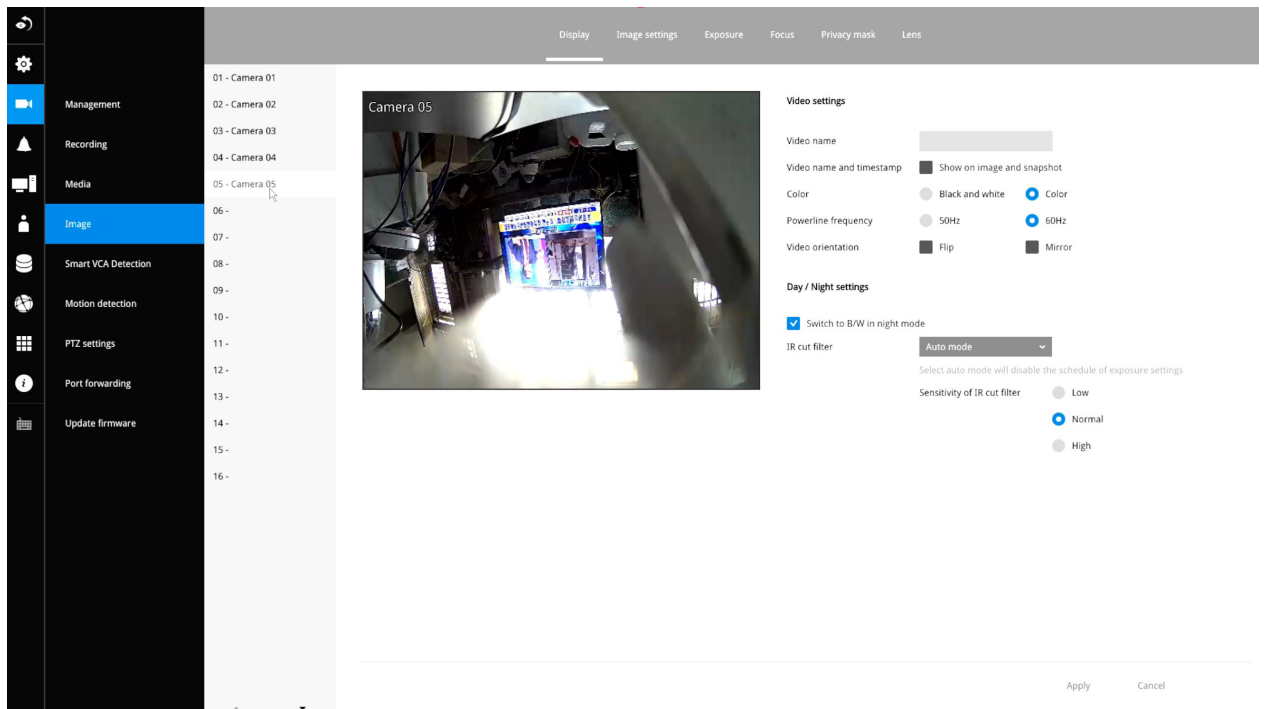 Display Image settings Exposure Focus Privacy mask Lens
Management
Recording
Media
Image
Smart VCA Detection
Motion detection
PTZ settings
Port forwarding
Update firmware
01 - Camera 01
02 - Camera 02
03 - Camera 03
04 - Camera 04
05 - Camera 05
06 -
07 -
08 -
09 -
10 -
11 -
12 -
13 -
14 -
15 -
16 -
Camera 05
Video settings
Video name
Video name and timestamp Show on image and snapshot
Color Black and white Color
Powerline frequency 50Hz 60Hz
Video orientation Flip Mirror
Day / Night settings
Switch to B/W in night mode
IR cut filter Auto mode
Select auto mode will disable the schedule of exposure settings
Sensitivity of IR cut filter Low
Normal
High
Apply Cancel